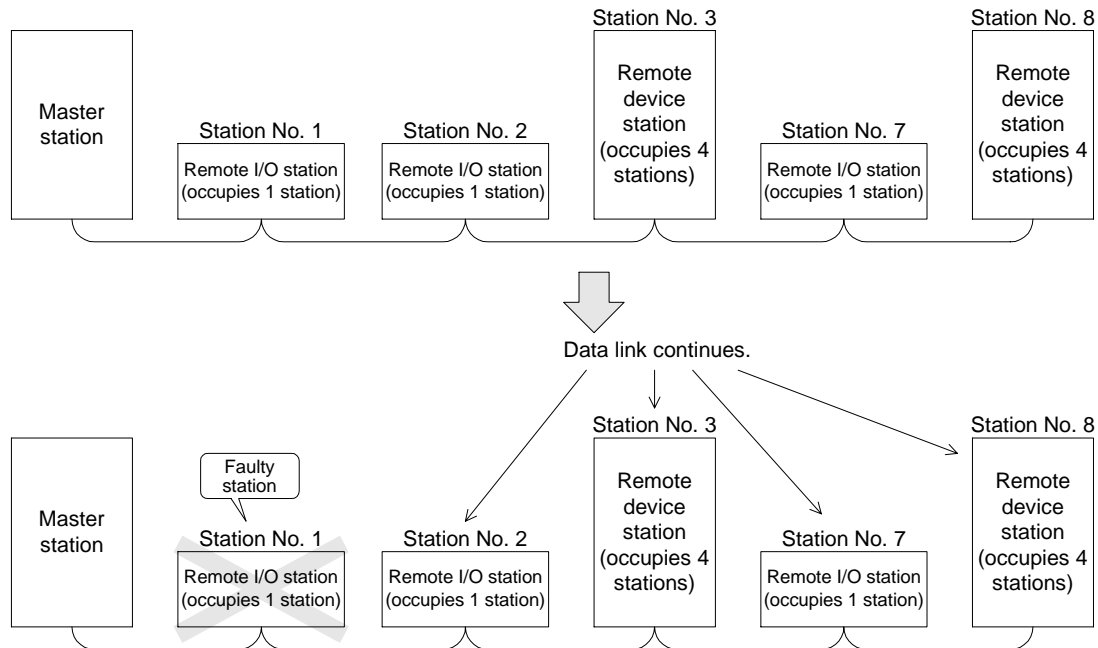 Station No. 3
Station No. 8
Master
station
Station No. 1
Remote I/O station
(occupies 1 station)
Station No. 2
Remote I/O station
(occupies 1 station)
Remote
device
station
(occupies 4
stations)
Station No. 7
Remote I/O station
(occupies 1 station)
Remote
device
station
(occupies 4
stations)
Data link continues.
Station No. 3
Station No. 8
Master
station
Faulty
station
Station No. 1
Remote I/O station
(occupies 1 station)
Station No. 2
Remote I/O station
(occupies 1 station)
Remote
device
station
(occupies 4
stations)
Station No. 7
Remote I/O station
(occupies 1 station)
Remote
device
station
(occupies 4
stations)